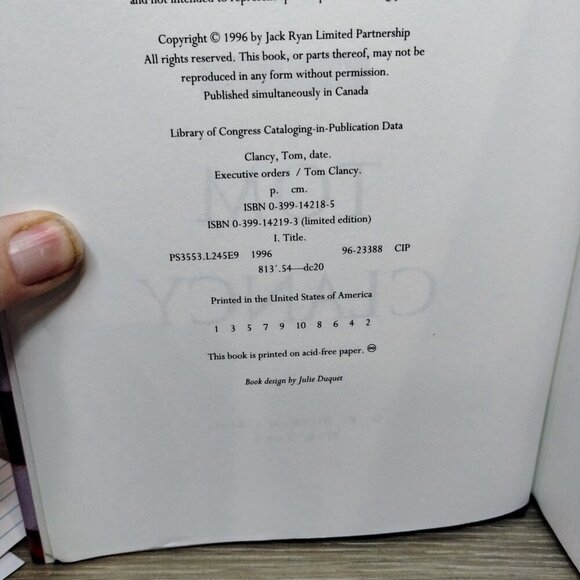 and not intended to
Copyright © 1996 by Jack Ryan Limited Partnership
All rights reserved. This book, or parts thereof, may not be
reproduced in any form without permission.
Published simultaneously in Canada
Library of Congress Cataloging-in-Publication Data
Clancy, Tom, date.
Executive orders / Tom Clancy.
p. cm.
ISBN 0-399-14218-5
ISBN 0-399-14219-3 (limited edition)
I. Title.
PS3553.L245E9 1996 96-23388 CIP
813´.54—dc20
Printed in the United States of America
1 3 5 7 9 10 8 6 4 2
This book is printed on acid-free paper. ♾
Book design by Julie Duquet